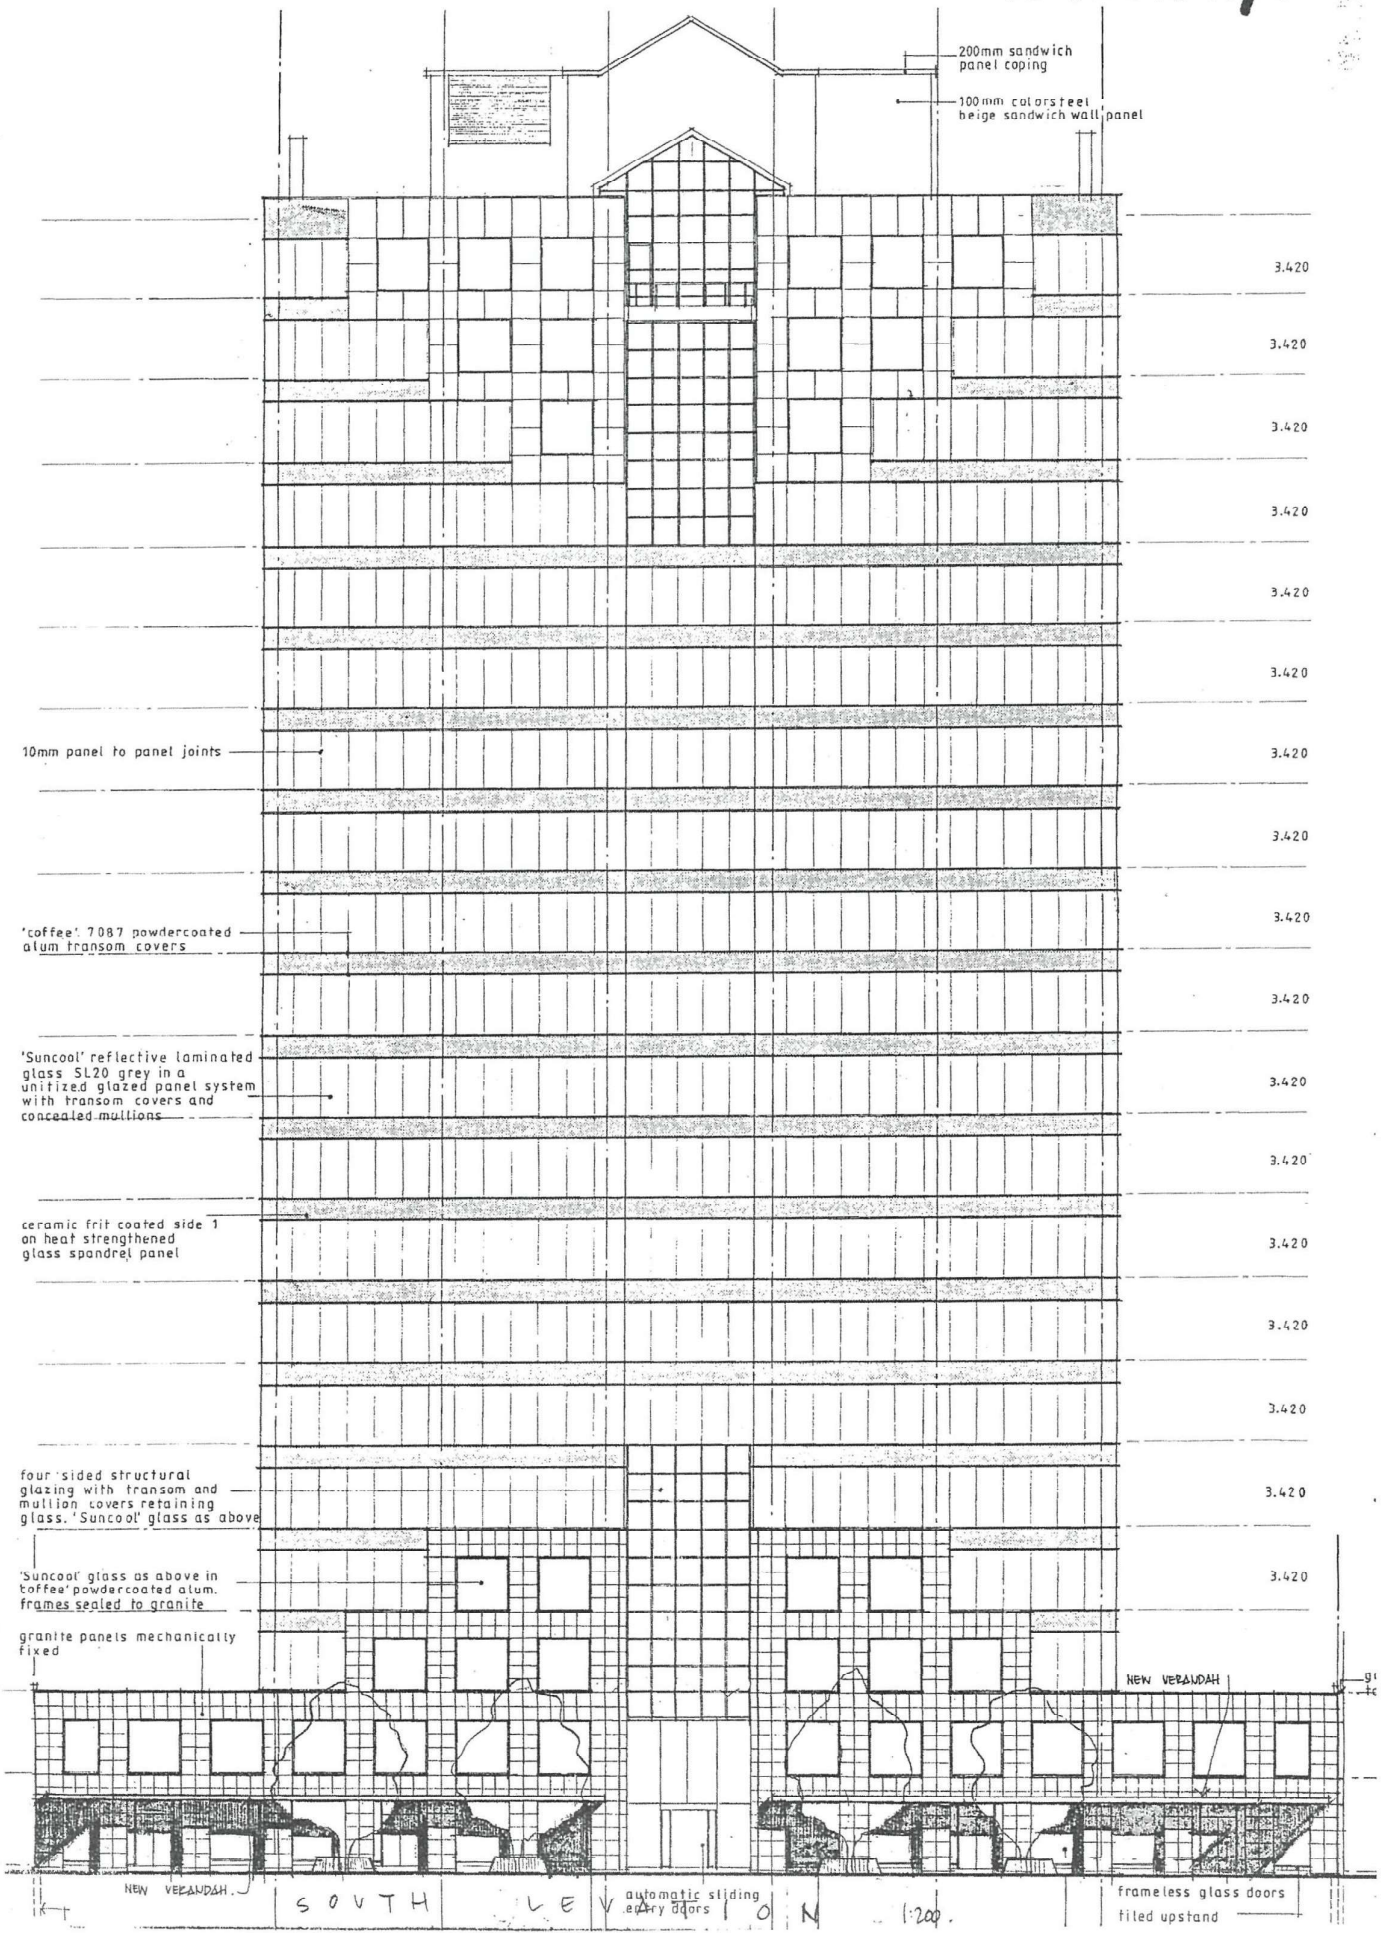 200mm sandwich
panel coping
100mm colorsteel
beige sandwich wall panel
3.420
3.420
3.420
3.420
3.420
3.420
10mm panel to panel joints
3.420
3.420
3.420
'coffee'. 7087 powdercoated
alum transom covers
3.420
'Suncool' reflective laminated
glass SL20 grey in a
unitized glazed panel system
with transom covers and
concealed mullions
3.420
3.420
ceramic frit coated side 1
on heat strengthened
glass spandrel panel
3.420
3.420
3.420
four sided structural
glazing with transom and
mullion covers retaining
glass. 'Suncool' glass as above
3.420
'Suncool' glass as above in
'coffee' powdercoated alum.
frames sealed to granite
3.420
granite panels mechanically
fixed
NEW VERANDAH
NEW VERANDAH.
automatic sliding
entry doors
frameless glass doors
tiled upstand
SOUTH LEVATION 1:200.